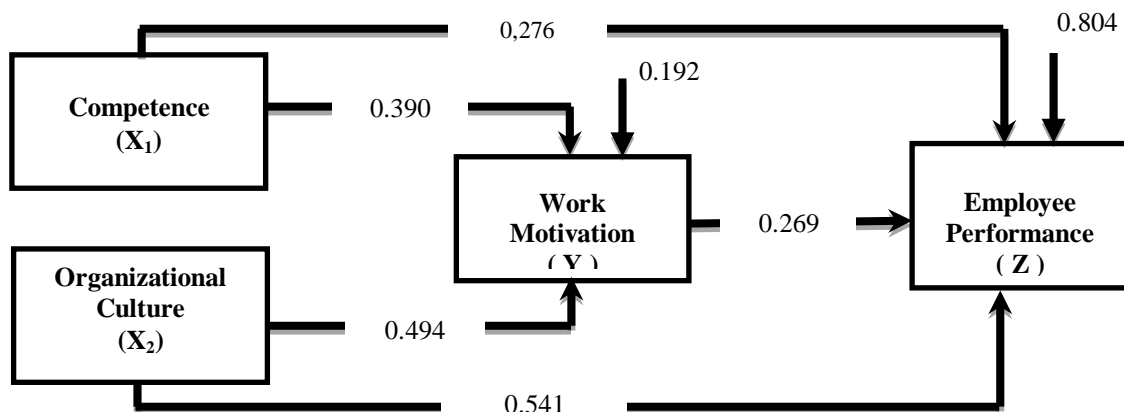 0,276
0.804
0.192
Competence
(X₁)
0.390
Work
Motivation
( Y )
0.269
Employee
Performance
( Z )
Organizational
Culture
(X₂)
0.494
0.541